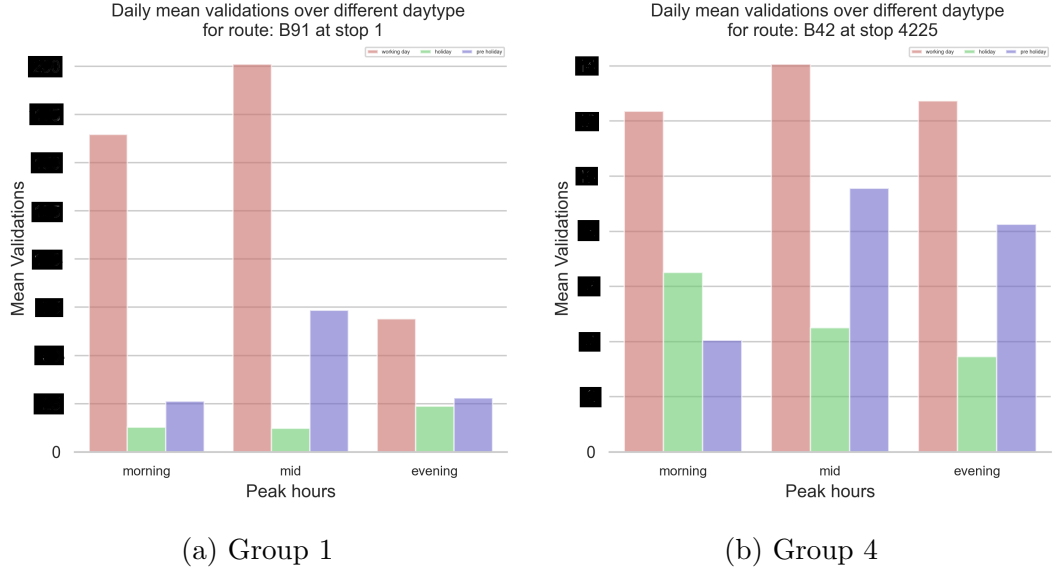 Daily mean validations over different daytype
for route: B91 at stop 1
working day holiday pre holiday
Mean Validations
0
morning mid evening
Peak hours
(a) Group 1
Daily mean validations over different daytype
for route: B42 at stop 4225
working day holiday pre holiday
Mean Validations
0
morning mid evening
Peak hours
(b) Group 4